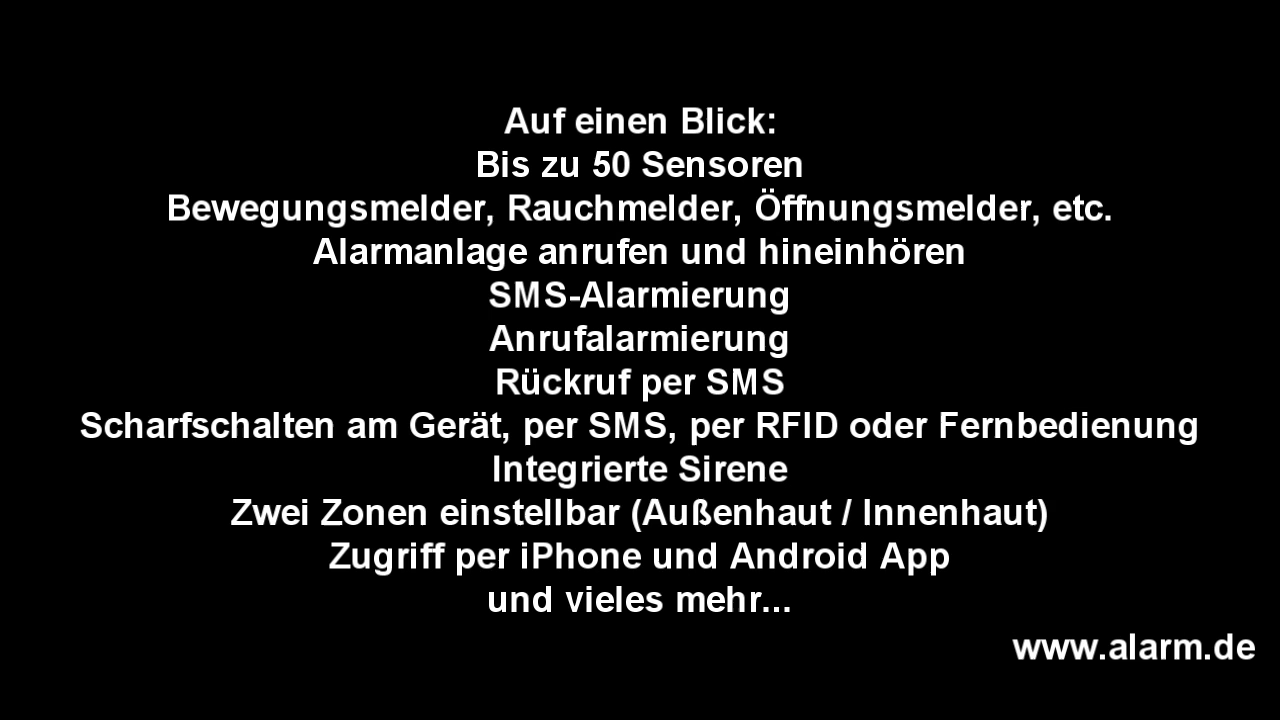 Auf einen Blick:
Bis zu 50 Sensoren
Bewegungsmelder, Rauchmelder, Öffnungsmelder, etc.
Alarmanlage anrufen und hineinhören
SMS-Alarmierung
Anrufalarmierung
Rückruf per SMS
Scharfschalten am Gerät, per SMS, per RFID oder Fernbedienung
Integrierte Sirene
Zwei Zonen einstellbar (Außenhaut / Innenhaut)
Zugriff per iPhone und Android App
und vieles mehr...
www.alarm.de